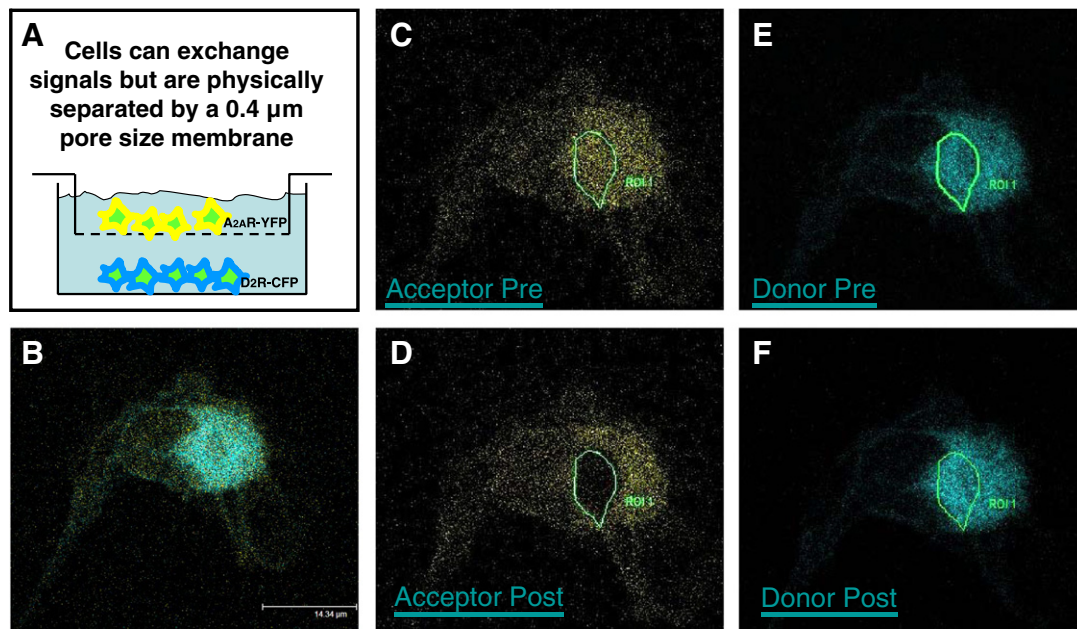 A
Cells can exchange
signals but are physically
separated by a 0.4 µm
pore size membrane
A2AR-YFP
D2R-CFP
B
14.34 µm
C
ROI 1
Acceptor Pre
D
ROI 1
Acceptor Post
E
ROI 1
Donor Pre
F
ROI 1
Donor Post